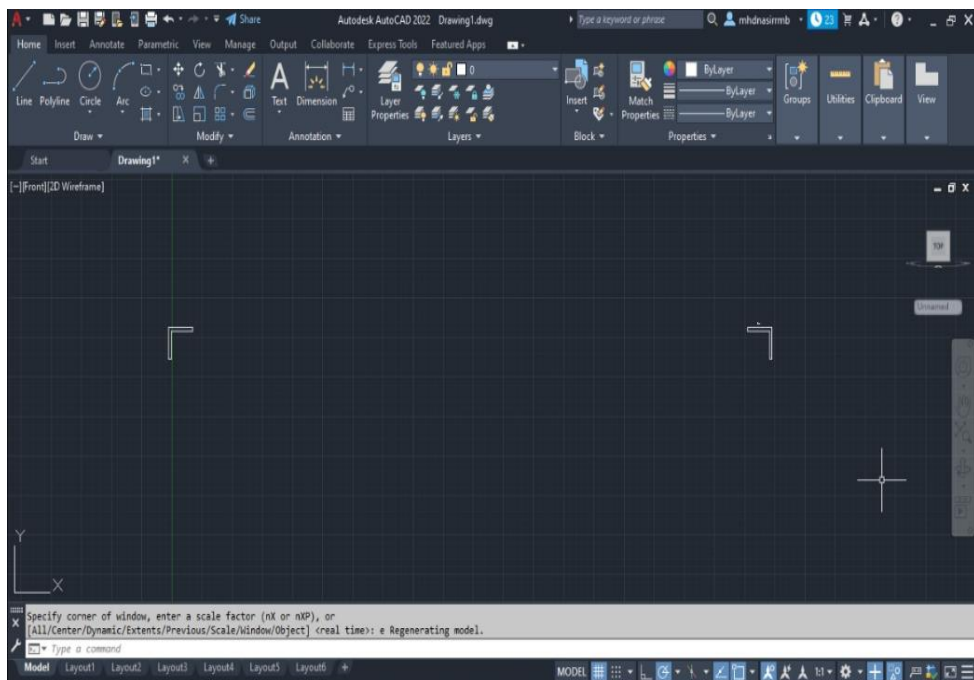 A Share Autodesk AutoCAD 2022 Drawing1.dwg Type a keyword or phrase mhdnasirmb 23
Home Insert Annotate Parametric View Manage Output Collaborate Express Tools Featured Apps
Line Polyline Circle Arc Text Dimension Layer Properties 0 Insert Match Properties ByLayer Groups Utilities Clipboard View
ByLayer
ByLayer
Draw Modify Annotation Layers Block Properties
Start Drawing1* X +
[–][Front][2D Wireframe]
TOP
Unnamed
Y
X
Specify corner of window, enter a scale factor (nX or nXP), or
[All/Center/Dynamic/Extents/Previous/Scale/Window/Object] <real time>: e Regenerating model.
Type a command
Model Layout1 Layout2 Layout3 Layout4 Layout5 Layout6 + MODEL 1:1